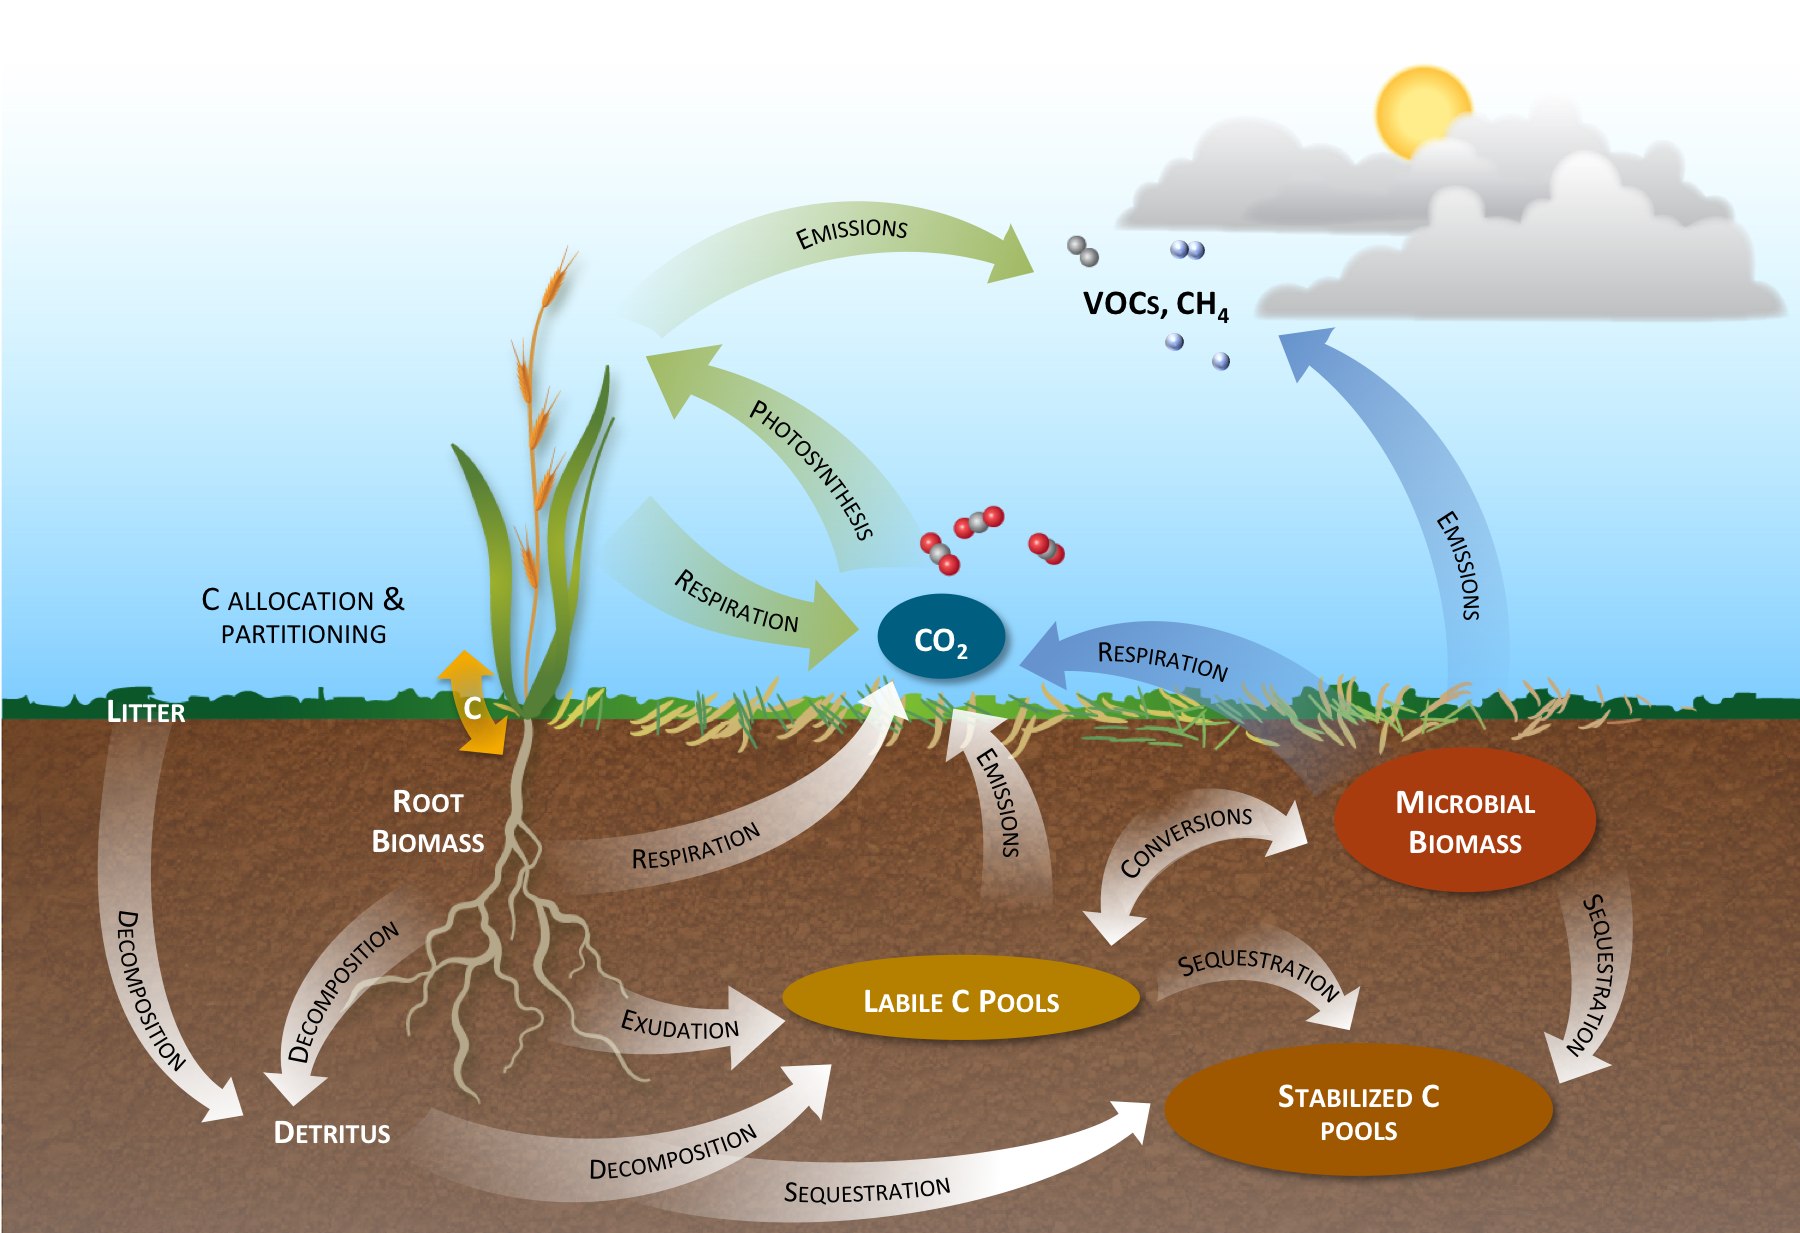 EMISSIONS
VOCs, CH4
PHOTOSYNTHESIS
EMISSIONS
RESPIRATION
C ALLOCATION &
PARTITIONING
CO2
RESPIRATION
LITTER
C
ROOT
BIOMASS
RESPIRATION
EMISSIONS
CONVERSIONS
MICROBIAL
BIOMASS
DECOMPOSITION
DECOMPOSITION
SEQUESTRATION
SEQUESTRATION
EXUDATION
LABILE C POOLS
STABILIZED C
POOLS
DETRITUS
DECOMPOSITION
SEQUESTRATION